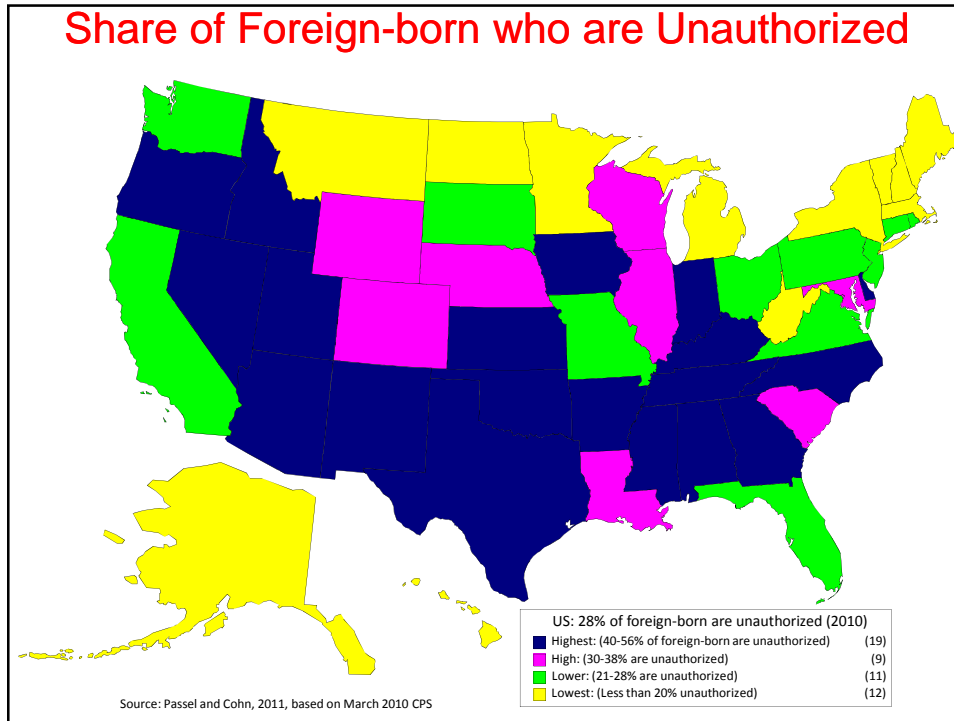 Share of Foreign-born who are Unauthorized
US: 28% of foreign-born are unauthorized (2010)
Highest: (40-56% of foreign-born are unauthorized) (19)
High: (30-38% are unauthorized) (9)
Lower: (21-28% are unauthorized) (11)
Lowest: (Less than 20% unauthorized) (12)
Source: Passel and Cohn, 2011, based on March 2010 CPS